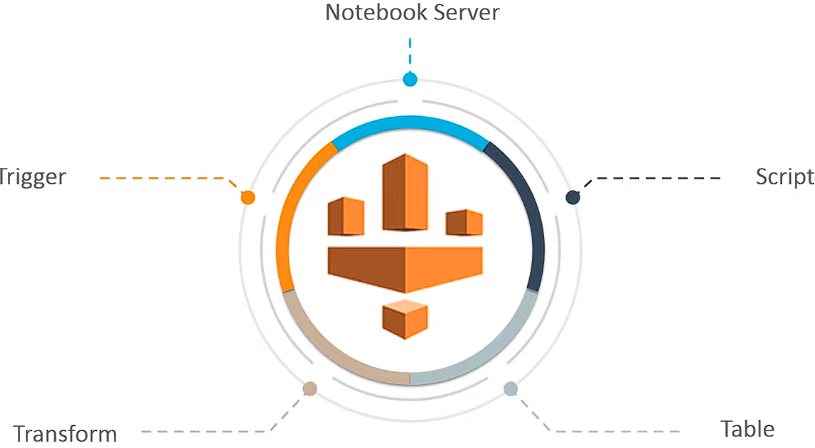 Notebook Server
Trigger
Script
Transform
Table